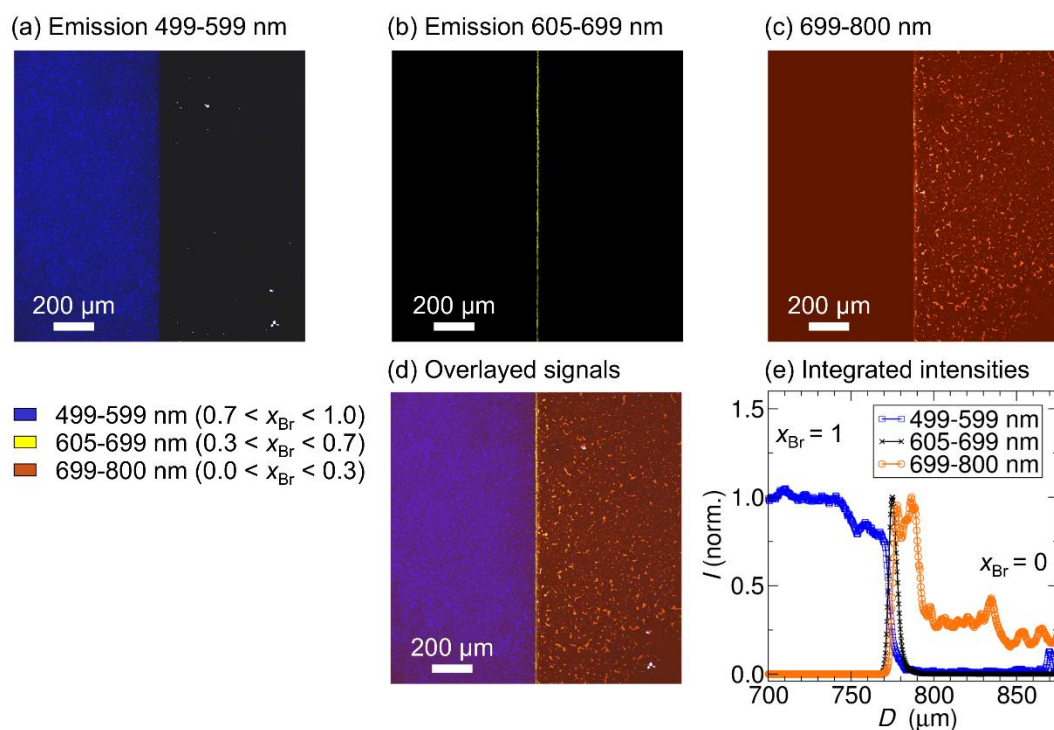 (a) Emission 499-599 nm
(b) Emission 605-699 nm
(c) 699-800 nm
200 µm
200 µm
200 µm
499-599 nm (0.7 < xBr < 1.0)
605-699 nm (0.3 < xBr < 0.7)
699-800 nm (0.0 < xBr < 0.3)
(d) Overlayed signals
200 µm
(e) Integrated intensities
1.5
1.0
0.5
0.0
I (norm.)
xBr = 1
499-599 nm
605-699 nm
699-800 nm
xBr = 0
700 750 800 850
D (µm)